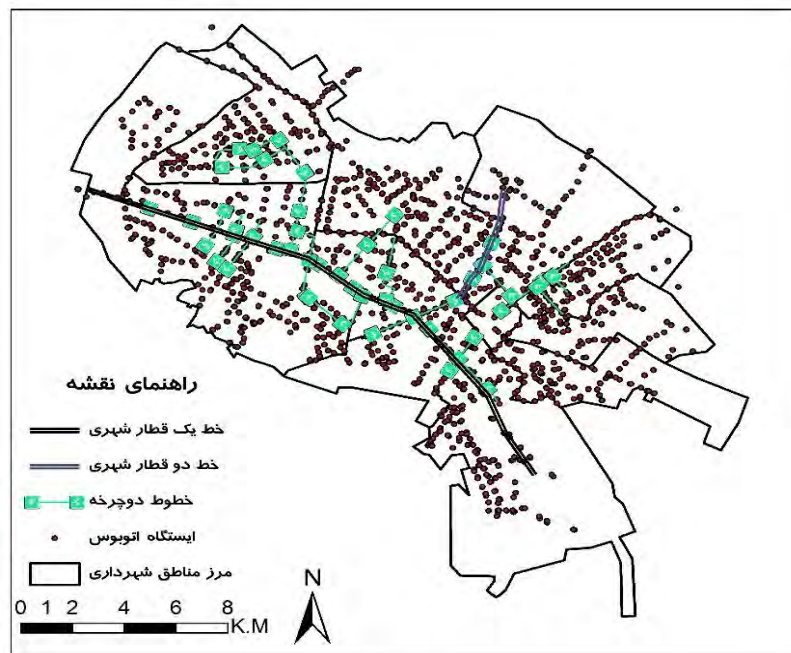 راهنمای نقشه
خط یک قطار شهری
خط دو قطار شهری
خطوط دوچرخه
ایستگاه اتوبوس
مرز مناطق شهرداری
0 1 2 4 6 8
K.M
N